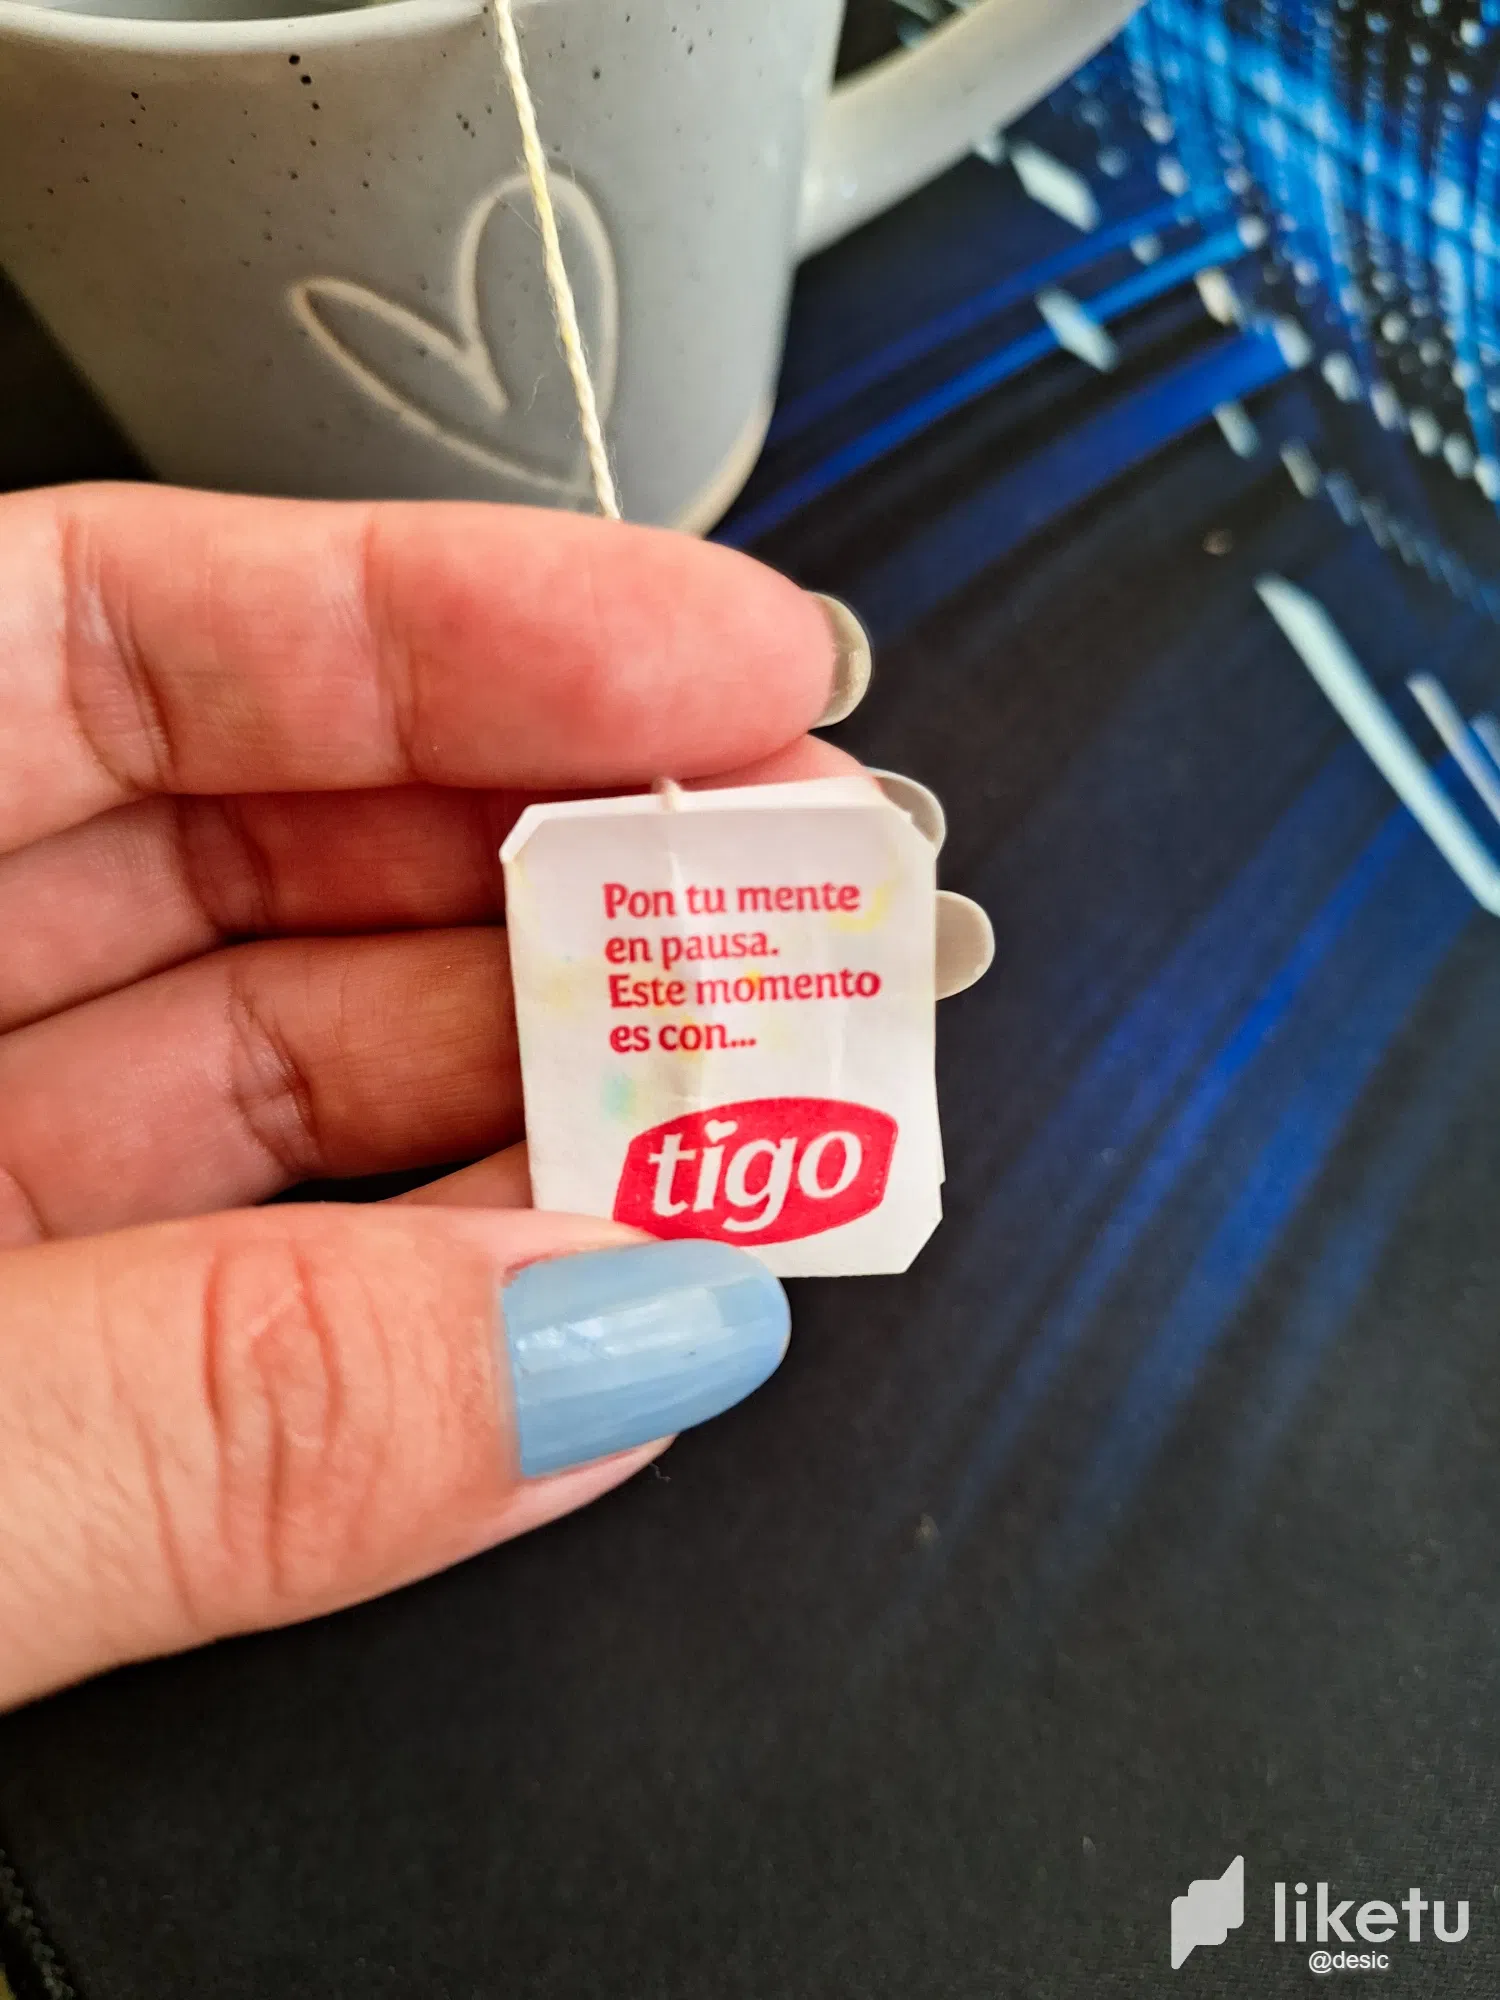 Pon tu mente
en pausa.
Este momento
es con...
tigo
liketu
@desic